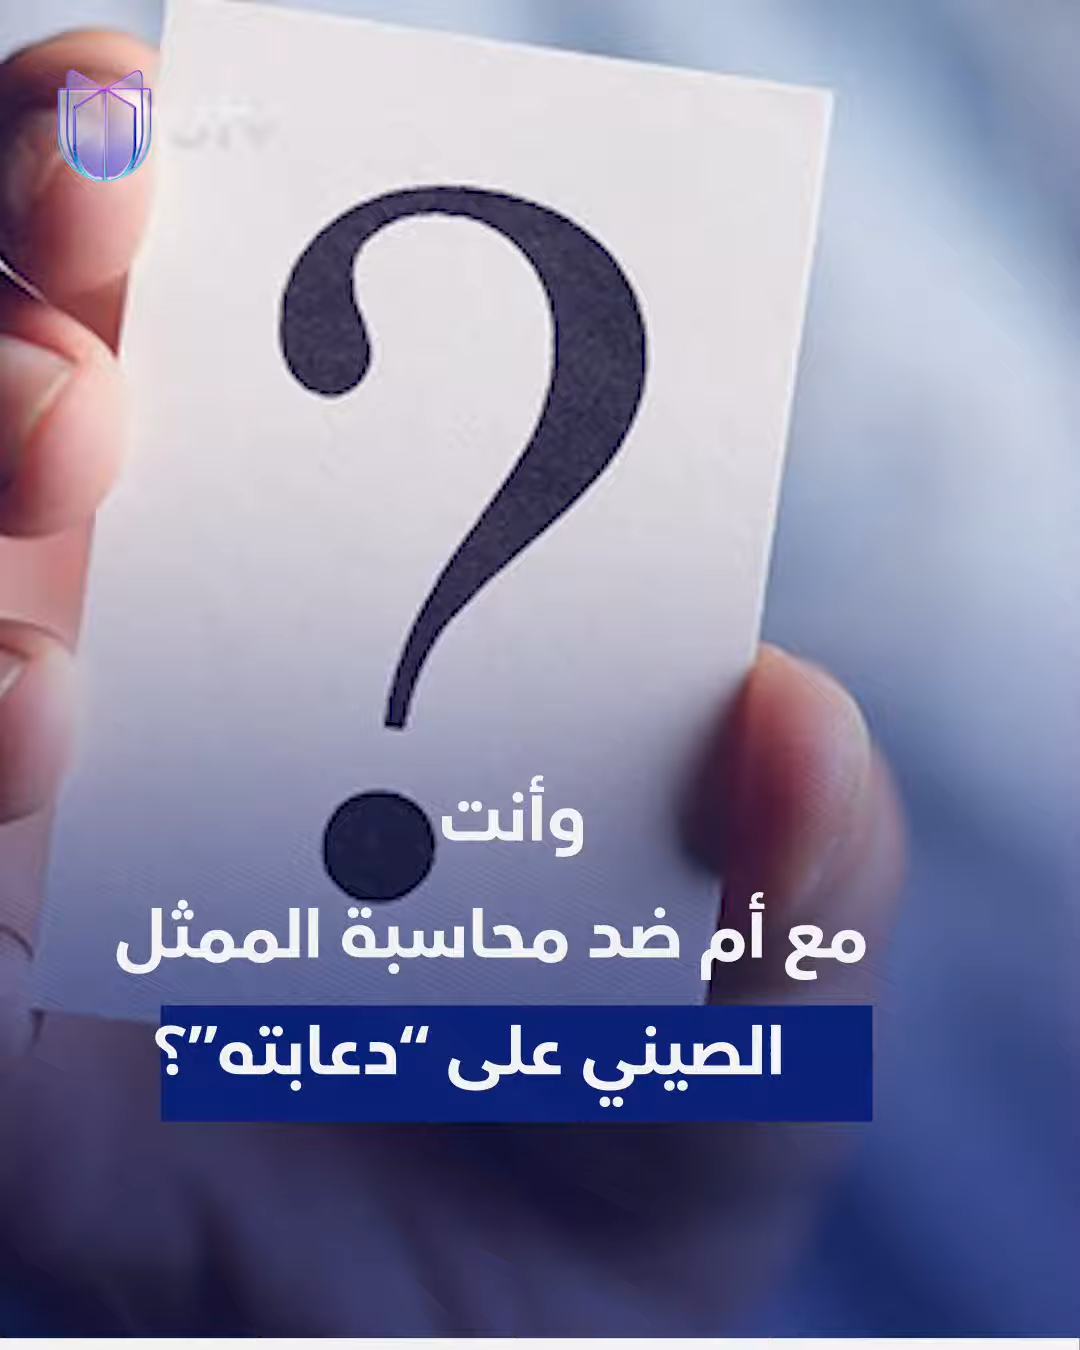 وأنت
مع أم ضد محاسبة الممثل
الصيني على “دعابته”؟